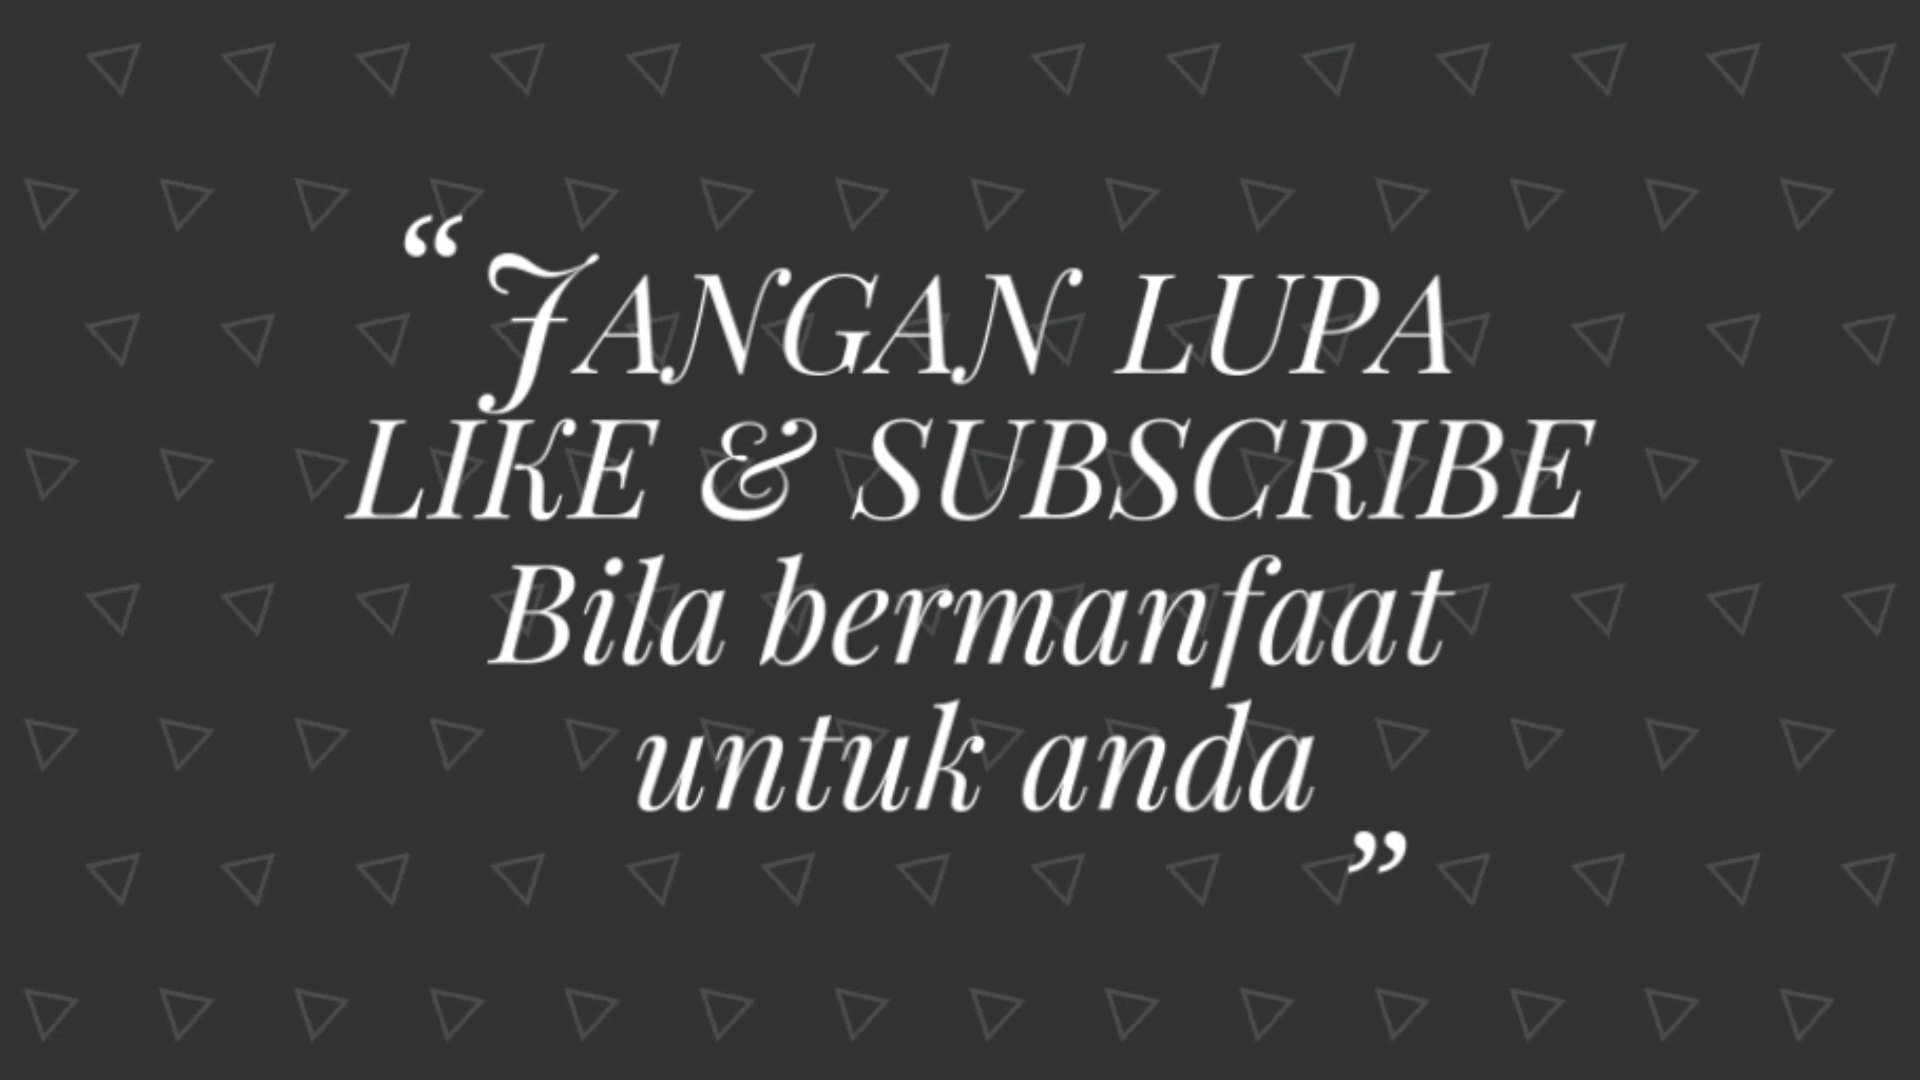 “JANGAN LUPA
LIKE & SUBSCRIBE
Bila bermanfaat
untuk anda”